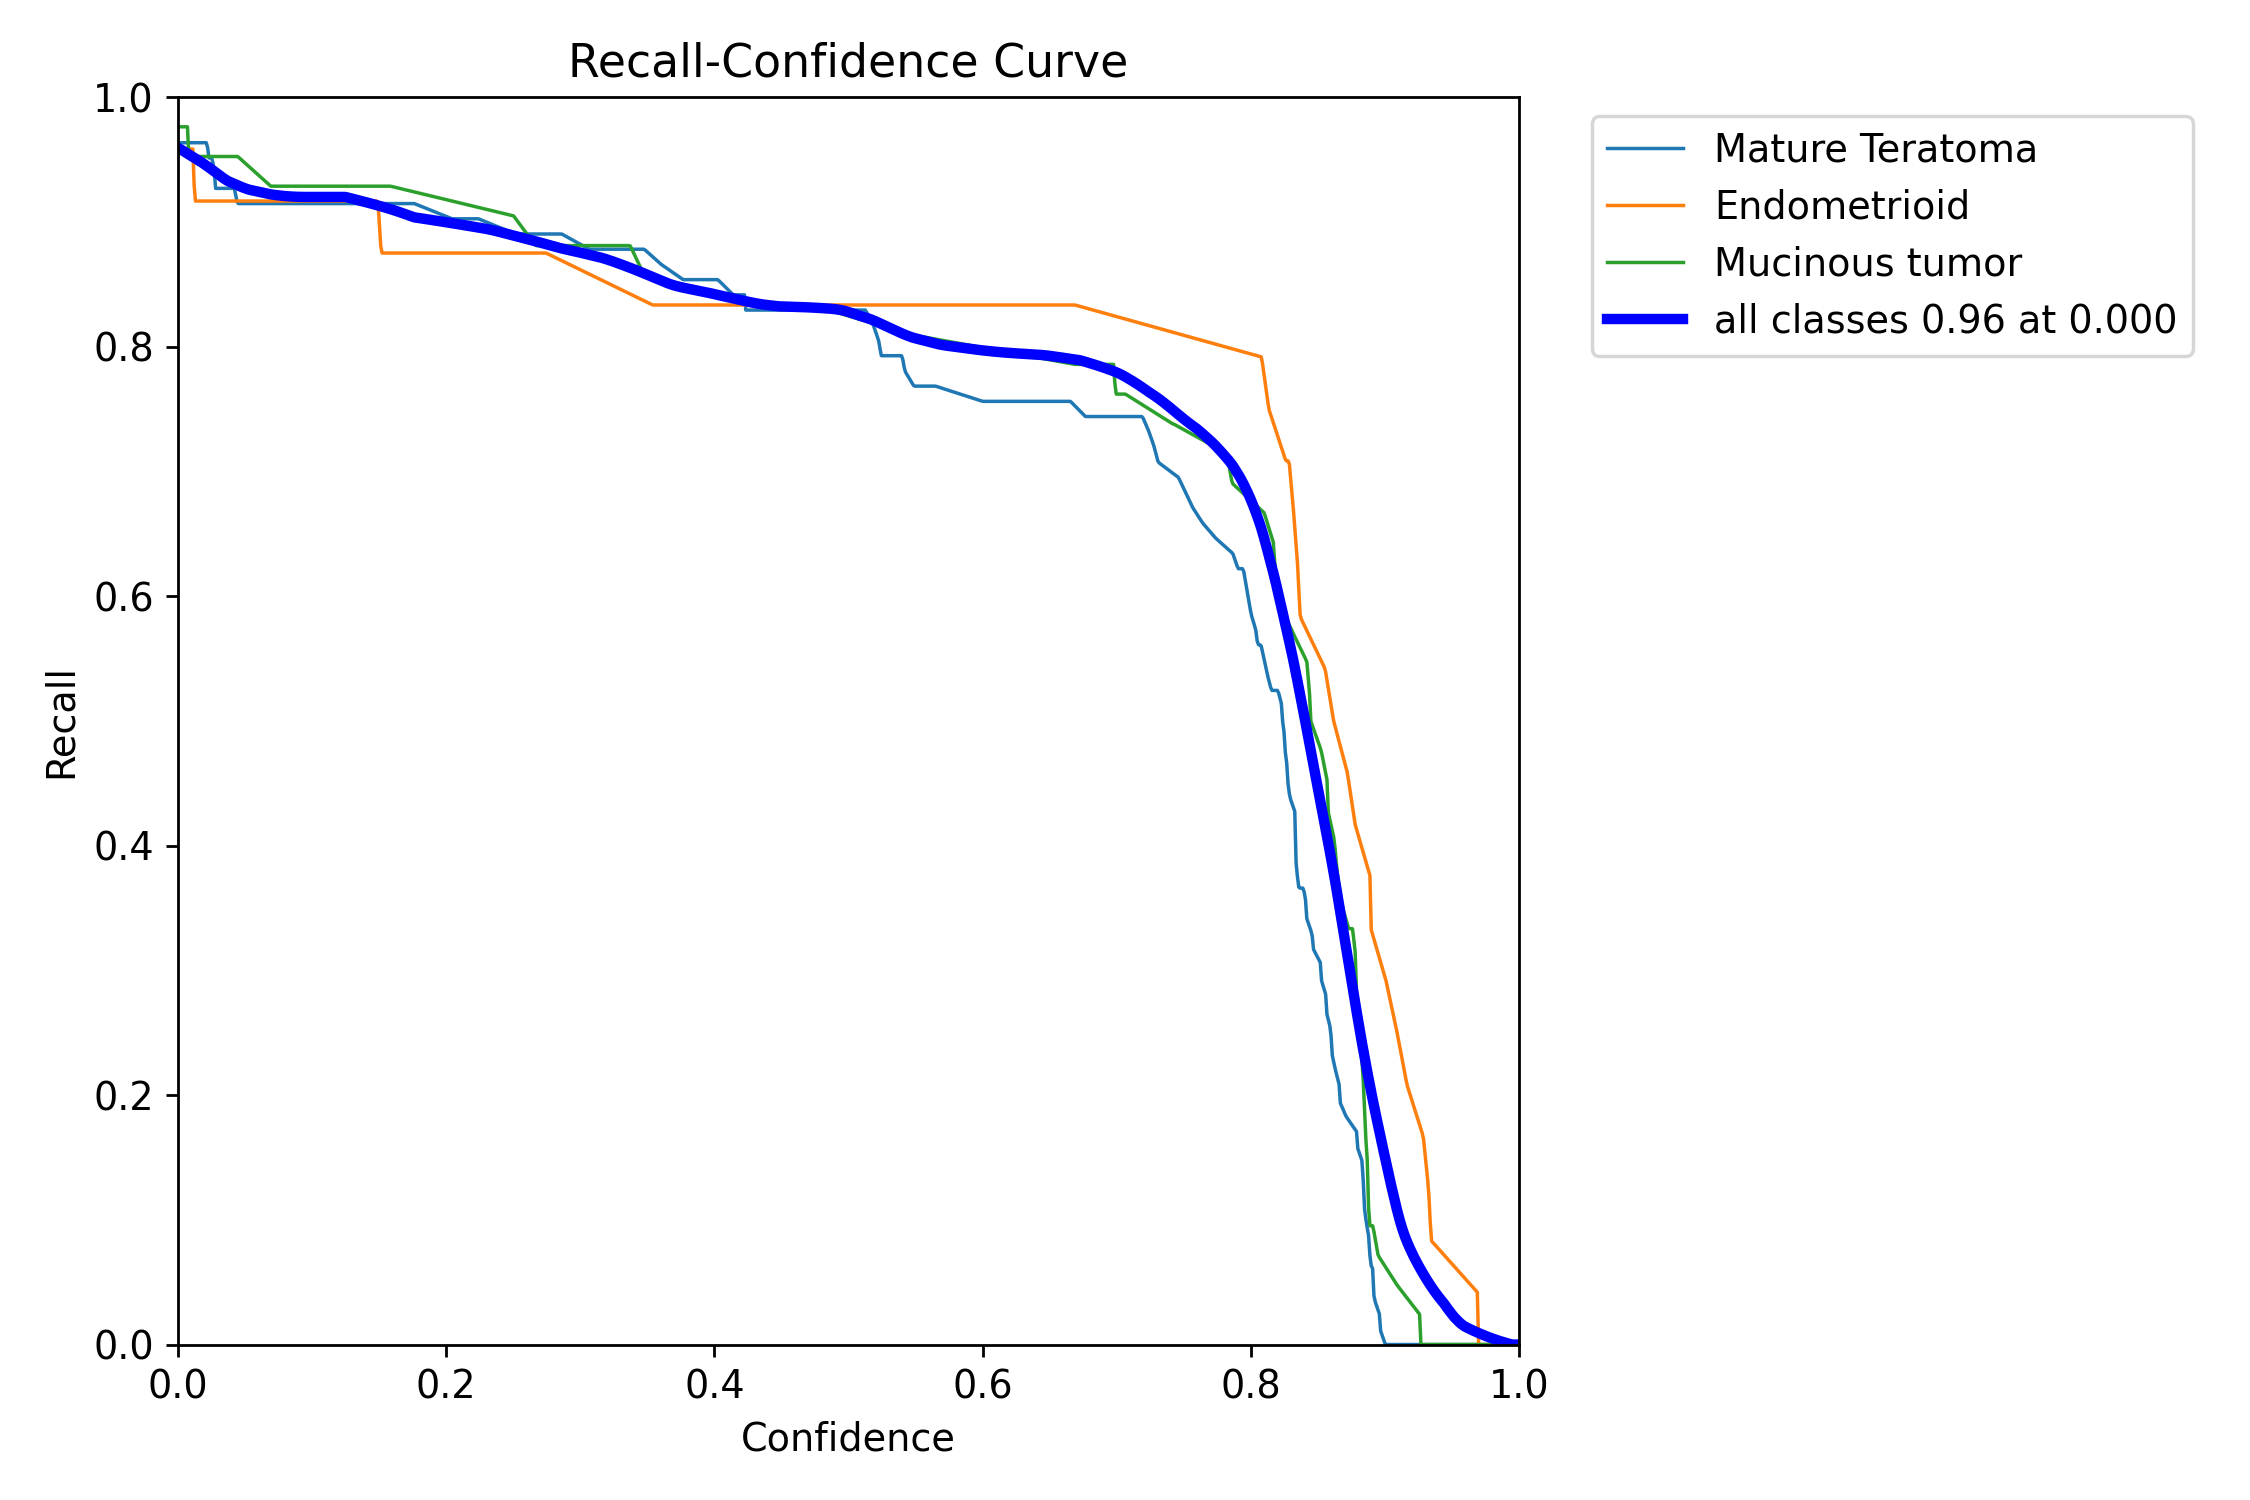 Recall-Confidence Curve
1.0
0.8
0.6
0.4
0.2
0.0
Recall
0.0 0.2 0.4 0.6 0.8 1.0
Confidence
Mature Teratoma
Endometrioid
Mucinous tumor
all classes 0.96 at 0.000